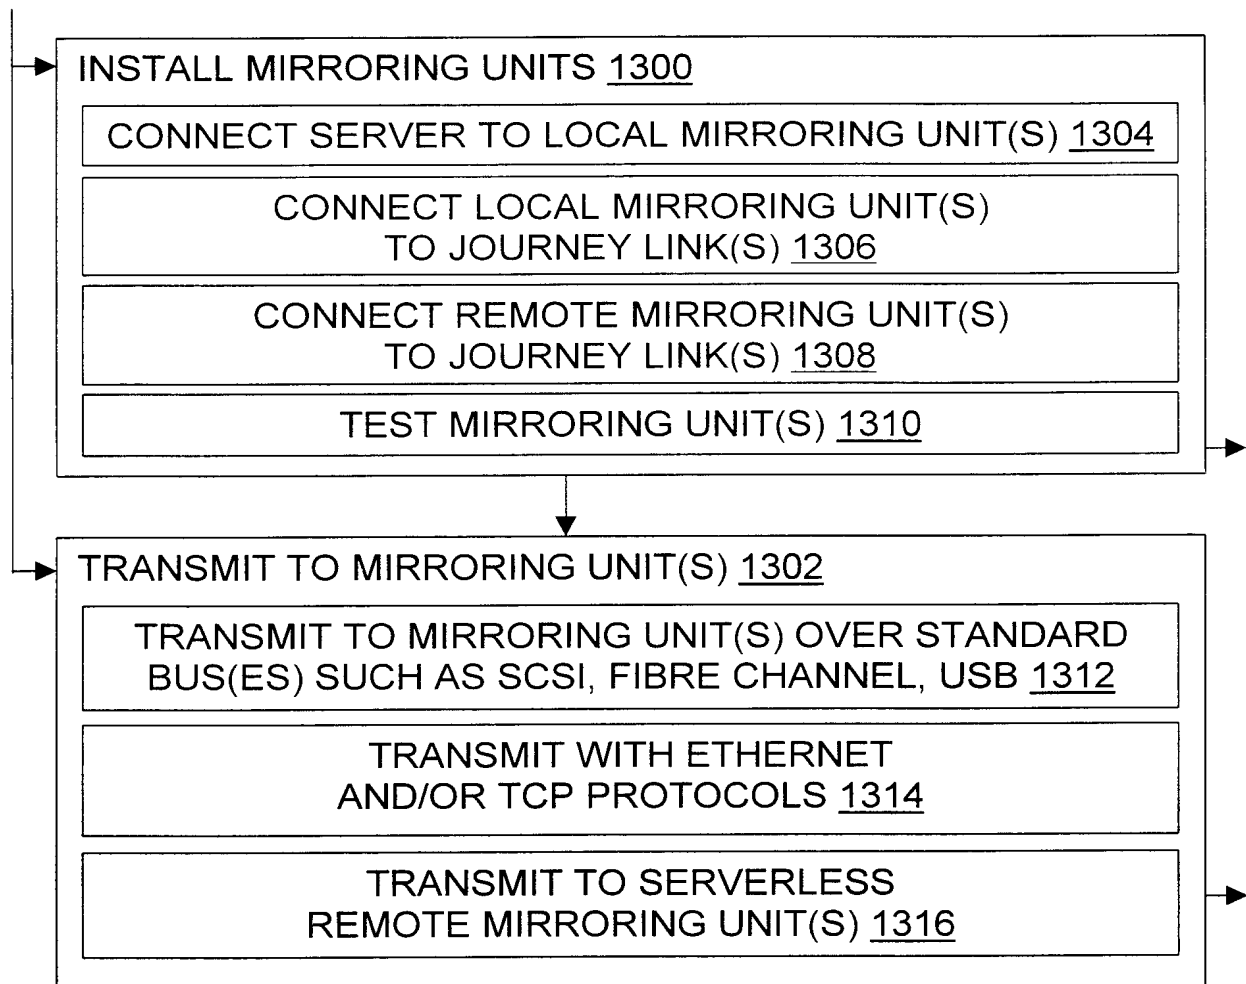 INSTALL MIRRORING UNITS 1300
CONNECT SERVER TO LOCAL MIRRORING UNIT(S) 1304
CONNECT LOCAL MIRRORING UNIT(S)
TO JOURNEY LINK(S) 1306
CONNECT REMOTE MIRRORING UNIT(S)
TO JOURNEY LINK(S) 1308
TEST MIRRORING UNIT(S) 1310
TRANSMIT TO MIRRORING UNIT(S) 1302
TRANSMIT TO MIRRORING UNIT(S) OVER STANDARD
BUS(ES) SUCH AS SCSI, FIBRE CHANNEL, USB 1312
TRANSMIT WITH ETHERNET
AND/OR TCP PROTOCOLS 1314
TRANSMIT TO SERVERLESS
REMOTE MIRRORING UNIT(S) 1316